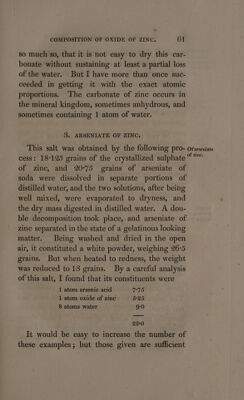 COMPOSITION OF OXIDE OF ZINC. 61
so much so, that it is not easy to dry this car-
bonate without sustaining at least a partial loss
of the water. But I have more than once suc-
ceeded in getting it with the exact atomic
proportions. The carbonate of zinc occurs in
the mineral kingdom, sometimes anhydrous, and
sometimes containing 1 atom of water.
3. ARSENIATE OF ZINC.
This salt was obtained by the following pro- Of arseniate
cess: 18·125 grains of the crystallized sulphate of zinc.
of zinc, and 20·75 grains of arseniate of
soda were dissolved in separate portions of
distilled water, and the two solutions, after being
well mixed, were evaporated to dryness, and
the dry mass digested in distilled water. A dou-
ble decomposition took place, and arseniate of
zinc separated in the state of a gelatinous looking
matter. Being washed and dried in the open
air, it constituted a white powder, weighing 26·5
grains. But when heated to redness, the weight
was reduced to 13 grains. By a careful analysis
of this salt, I found that its constituents were
1 atom arsenic acid 7·75
1 atom oxide of zinc 5·25
8 atoms water 9·0
22·0
It would be easy to increase the number of
these examples; but those given are sufficient